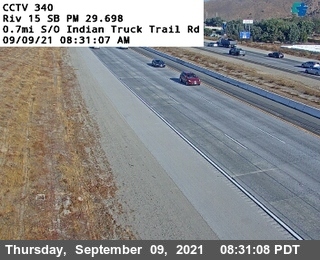 CCTV 340
Riv 15 SB PM 29.698
0.7mi S/O Indian Truck Trail Rd
09/09/21 08:31:07 AM
Thursday, September 09, 2021 08:31:08 PDT